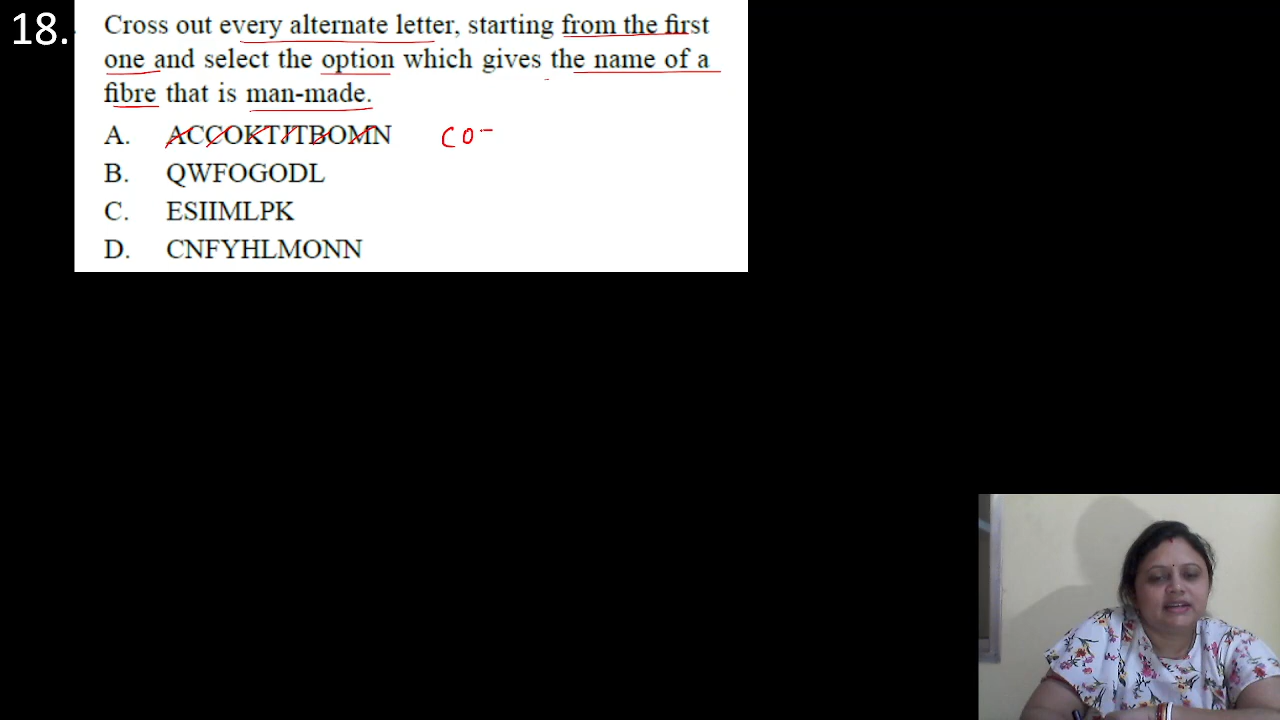 18.
Cross out every alternate letter, starting from the first
one and select the option which gives the name of a
fibre that is man-made.
A. ACCOKTJTBOMN CO
B. QWFOGODL
C. ESIIMLPK
D. CNFYHLMONN